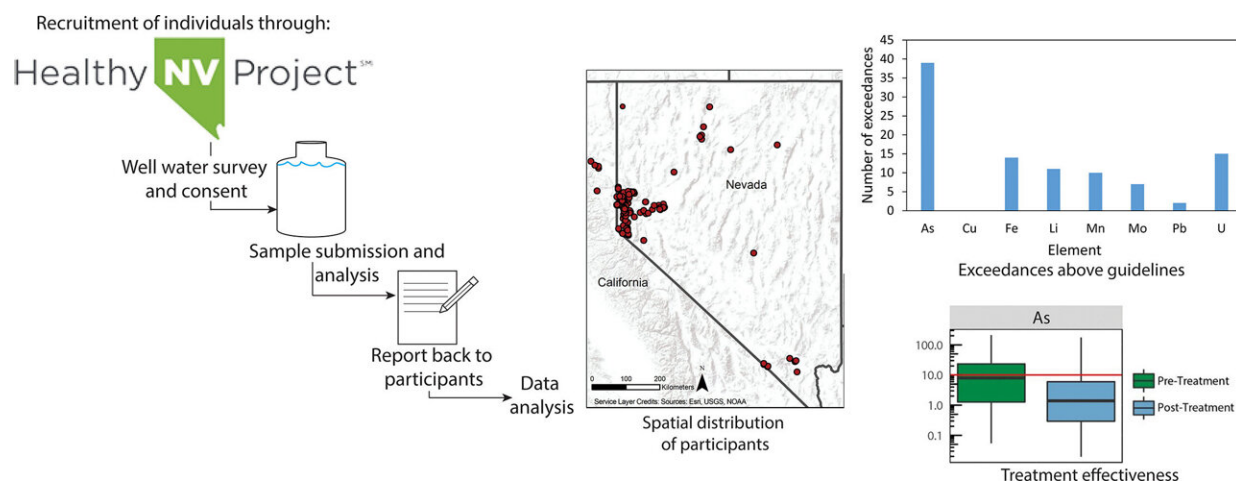 Recruitment of individuals through:
Healthy NV Project℠
Well water survey
and consent
Sample submission and
analysis
Report back to
participants
Data
analysis
Nevada
California
N
0 100 200
Kilometers
Service Layer Credits: Sources: Esri, USGS, NOAA
Spatial distribution
of participants
Number of exceedances
45
40
35
30
25
20
15
10
5
0
As Cu Fe Li Mn Mo Pb U
Element
Exceedances above guidelines
As
100.0
10.0
1.0
0.1
Pre-Treatment
Post-Treatment
Treatment effectiveness